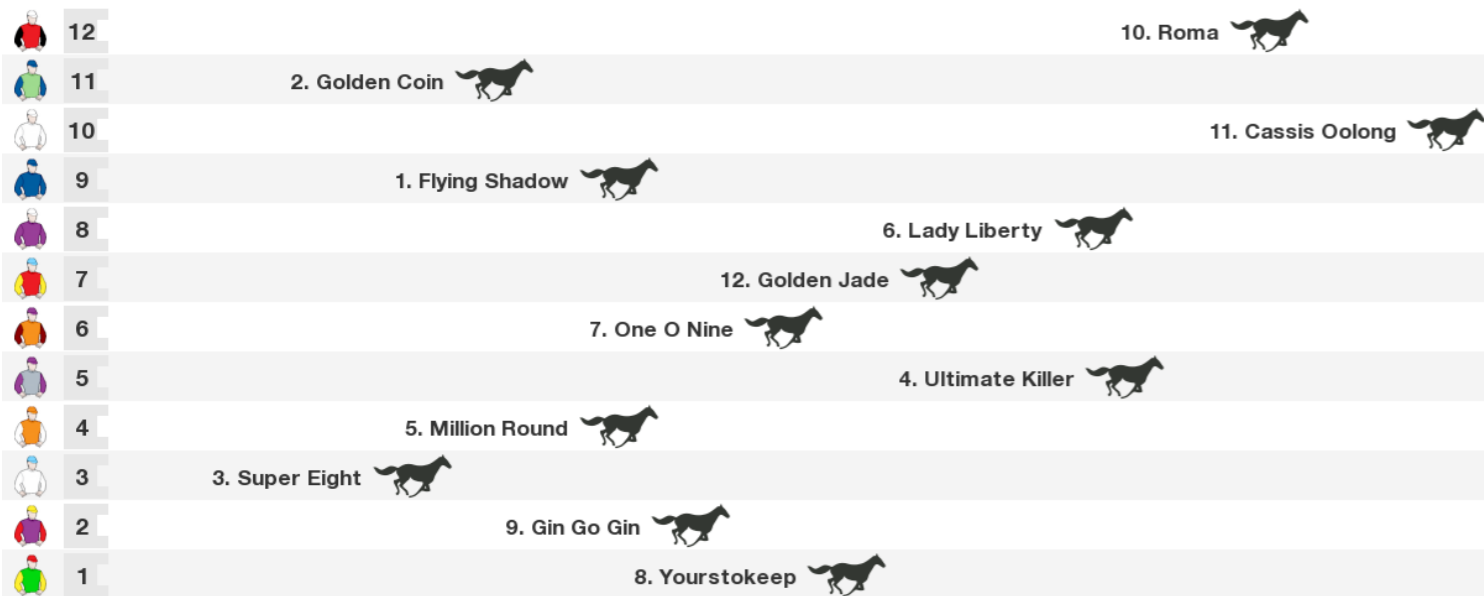 12 10. Roma
11 2. Golden Coin
10 11. Cassis Oolong
9 1. Flying Shadow
8 6. Lady Liberty
7 12. Golden Jade
6 7. One O Nine
5 4. Ultimate Killer
4 5. Million Round
3 3. Super Eight
2 9. Gin Go Gin
1 8. Yourstokeep